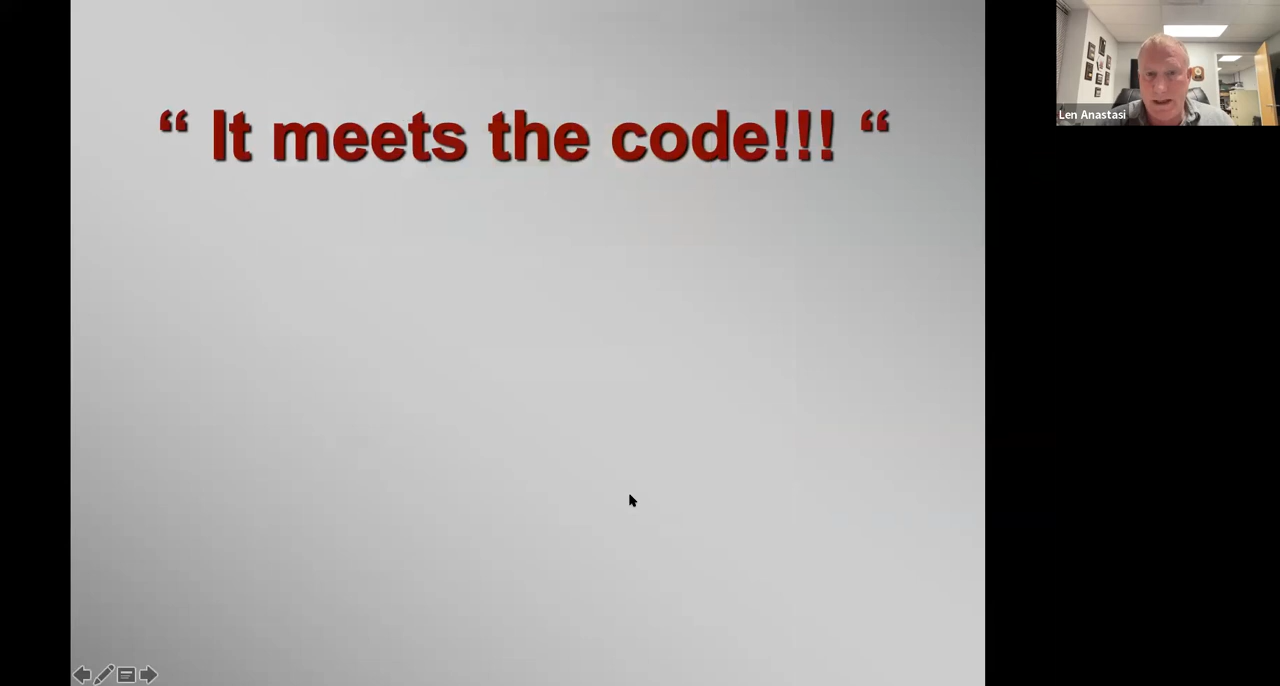 “ It meets the code!!! “
Len Anastasi